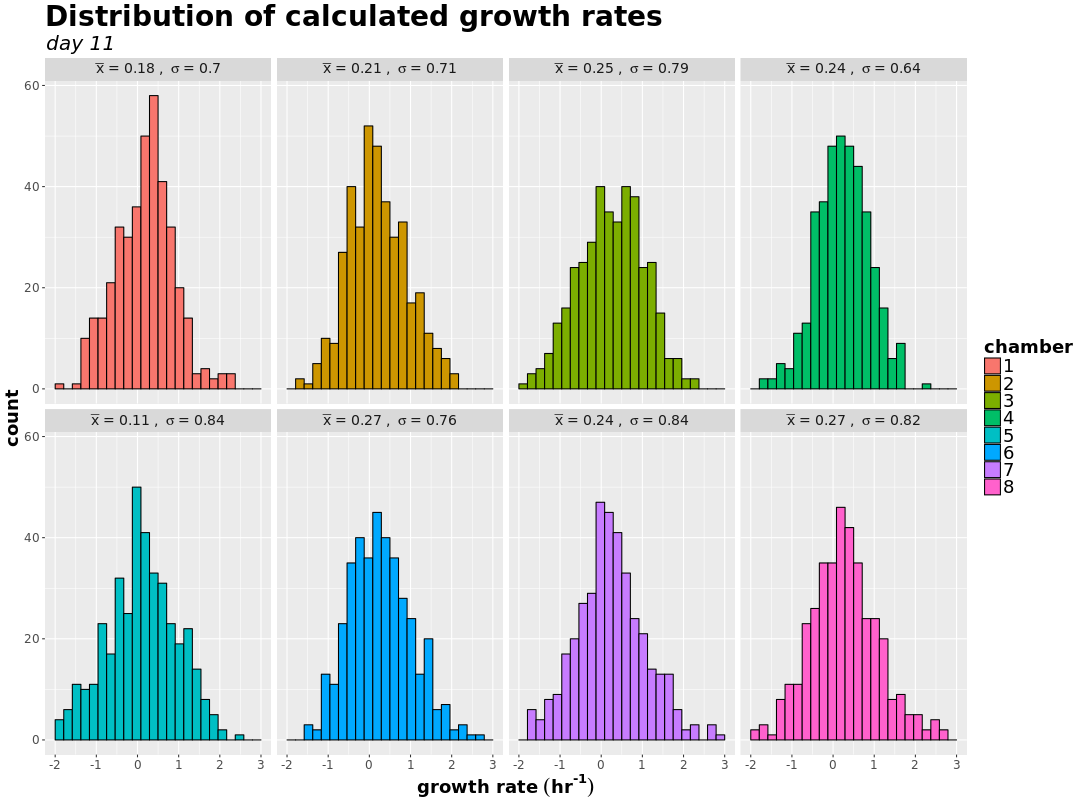 Distribution of calculated growth rates
day 11
x̅ = 0.18 , σ = 0.7
x̅ = 0.21 , σ = 0.71
x̅ = 0.25 , σ = 0.79
x̅ = 0.24 , σ = 0.64
60
40
20
0
x̅ = 0.11 , σ = 0.84
x̅ = 0.27 , σ = 0.76
x̅ = 0.24 , σ = 0.84
x̅ = 0.27 , σ = 0.82
60
40
20
0
-2 -1 0 1 2 3
-2 -1 0 1 2 3
-2 -1 0 1 2 3
-2 -1 0 1 2 3
count
growth rate (hr⁻¹)
chamber
1
2
3
4
5
6
7
8